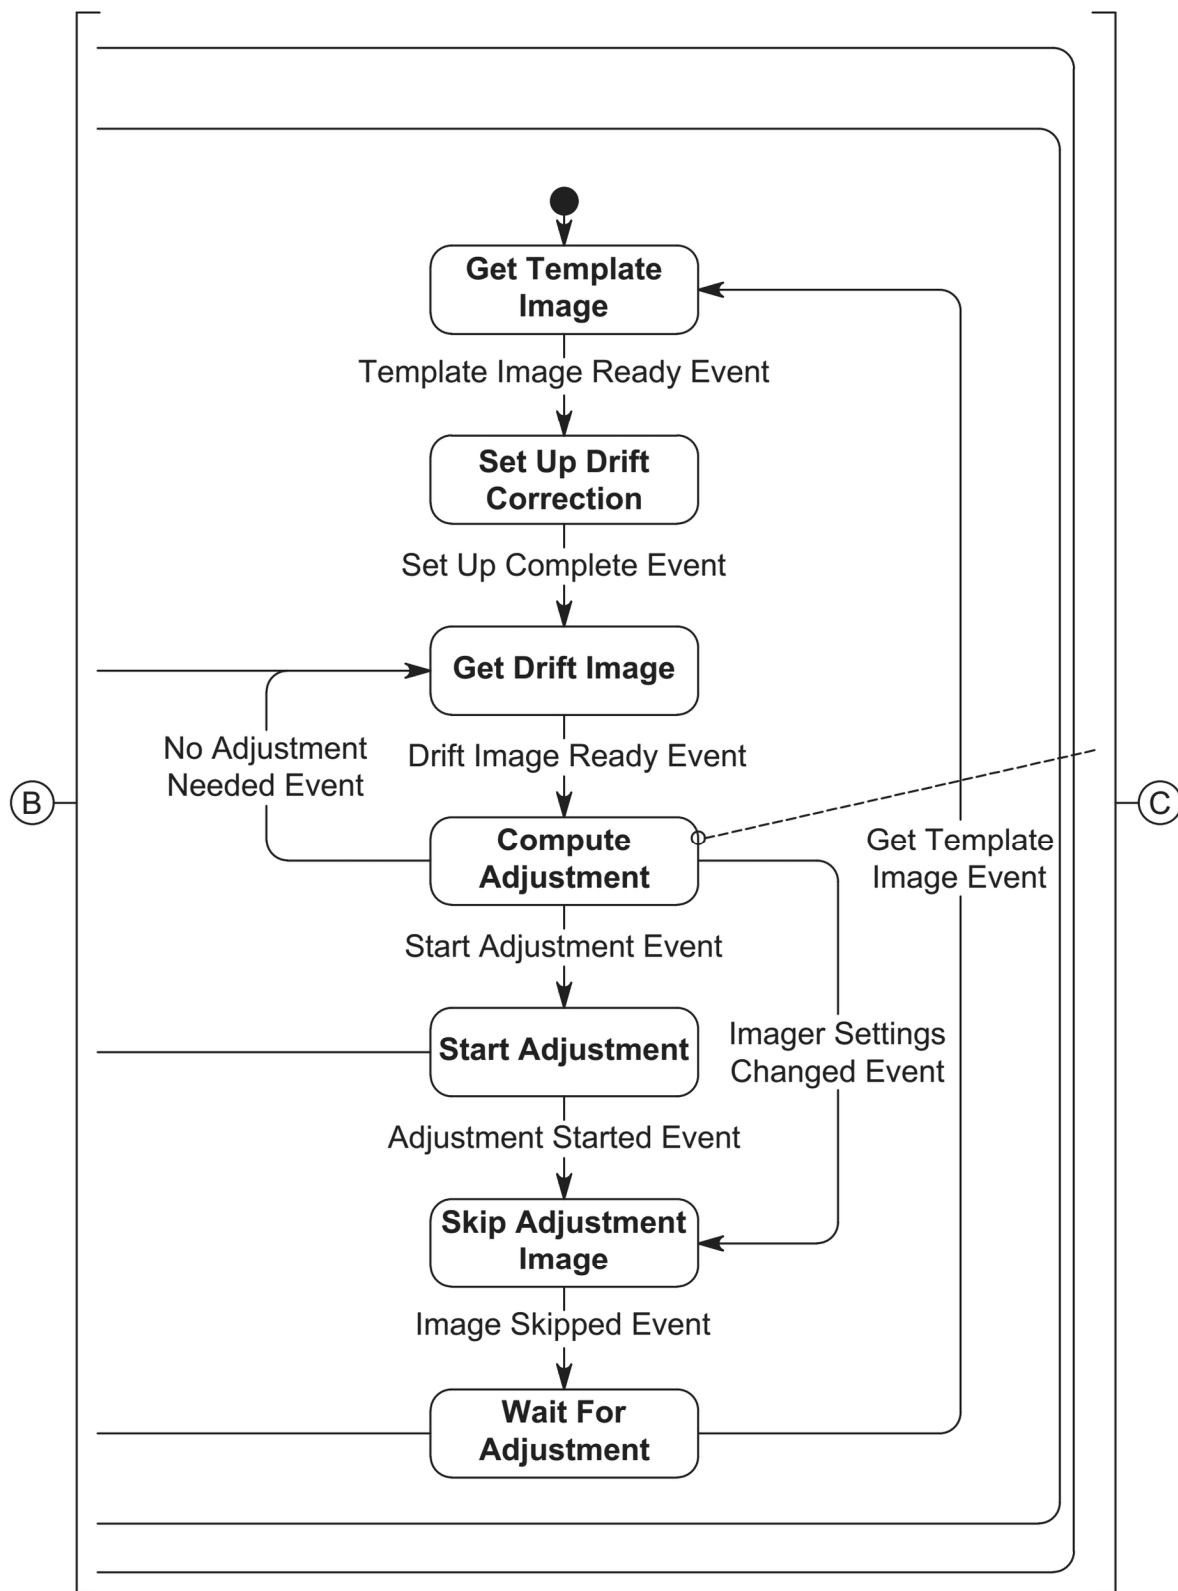 Get Template
Image
Template Image Ready Event
Set Up Drift
Correction
Set Up Complete Event
Get Drift Image
No Adjustment
Needed Event
Drift Image Ready Event
B
C
Compute
Adjustment
Get Template
Image Event
Start Adjustment Event
Start Adjustment
Imager Settings
Changed Event
Adjustment Started Event
Skip Adjustment
Image
Image Skipped Event
Wait For
Adjustment